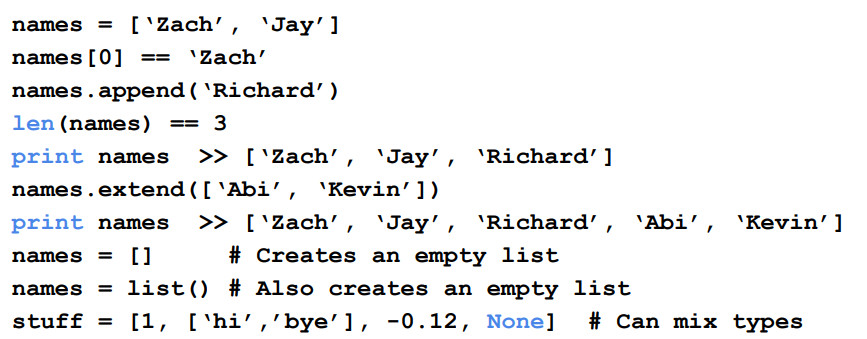 names = [‘Zach’, ‘Jay’]
names[0] == ‘Zach’
names.append(‘Richard’)
len(names) == 3
print names  >> [‘Zach’, ‘Jay’, ‘Richard’]
names.extend([‘Abi’, ‘Kevin’])
print names  >> [‘Zach’, ‘Jay’, ‘Richard’, ‘Abi’, ‘Kevin’]
names = []     # Creates an empty list
names = list() # Also creates an empty list
stuff = [1, [‘hi’,’bye’], -0.12, None]  # Can mix types